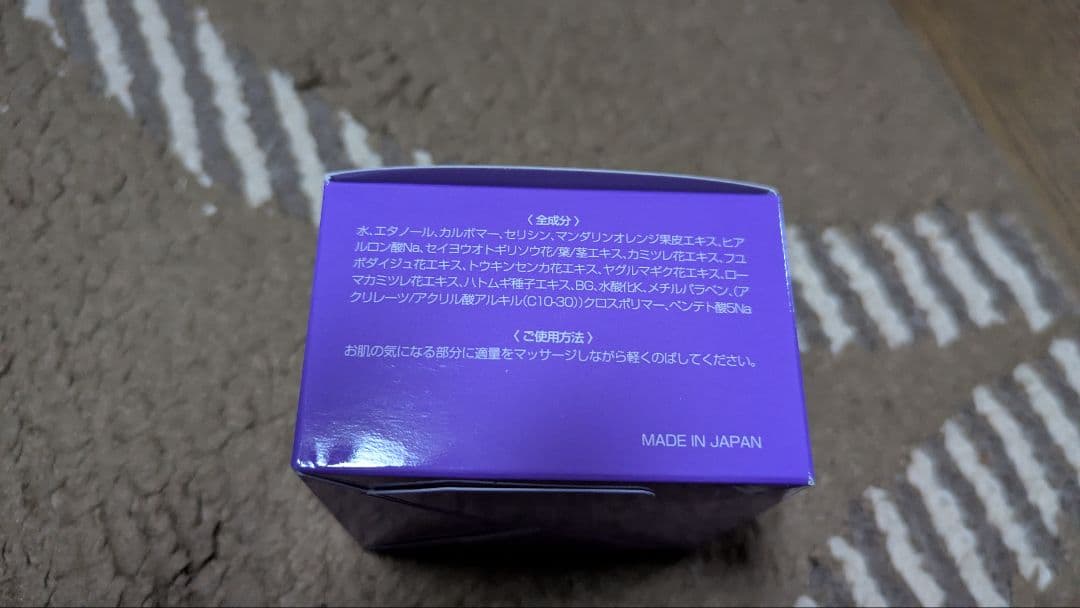 〈 全成分 〉
水、エタノール、カルボマー、セリシン、マンダリンオレンジ果皮エキス、ヒア
ルロン酸Na、セイヨウオトギリソウ花/葉/茎エキス、カミツレ花エキス、フユ
ボダイジュ花エキス、トウキンセンカ花エキス、ヤグルマギク花エキス、ロー
マカミツレ花エキス、ハトムギ種子エキス、BG、水酸化K、メチルパラベン、(ア
クリレーツ/アクリル酸アルキル(C10-30))クロスポリマー、ペンテト酸5Na
〈 ご使用方法 〉
お肌の気になる部分に適量をマッサージしながら軽くのばしてください。
MADE IN JAPAN